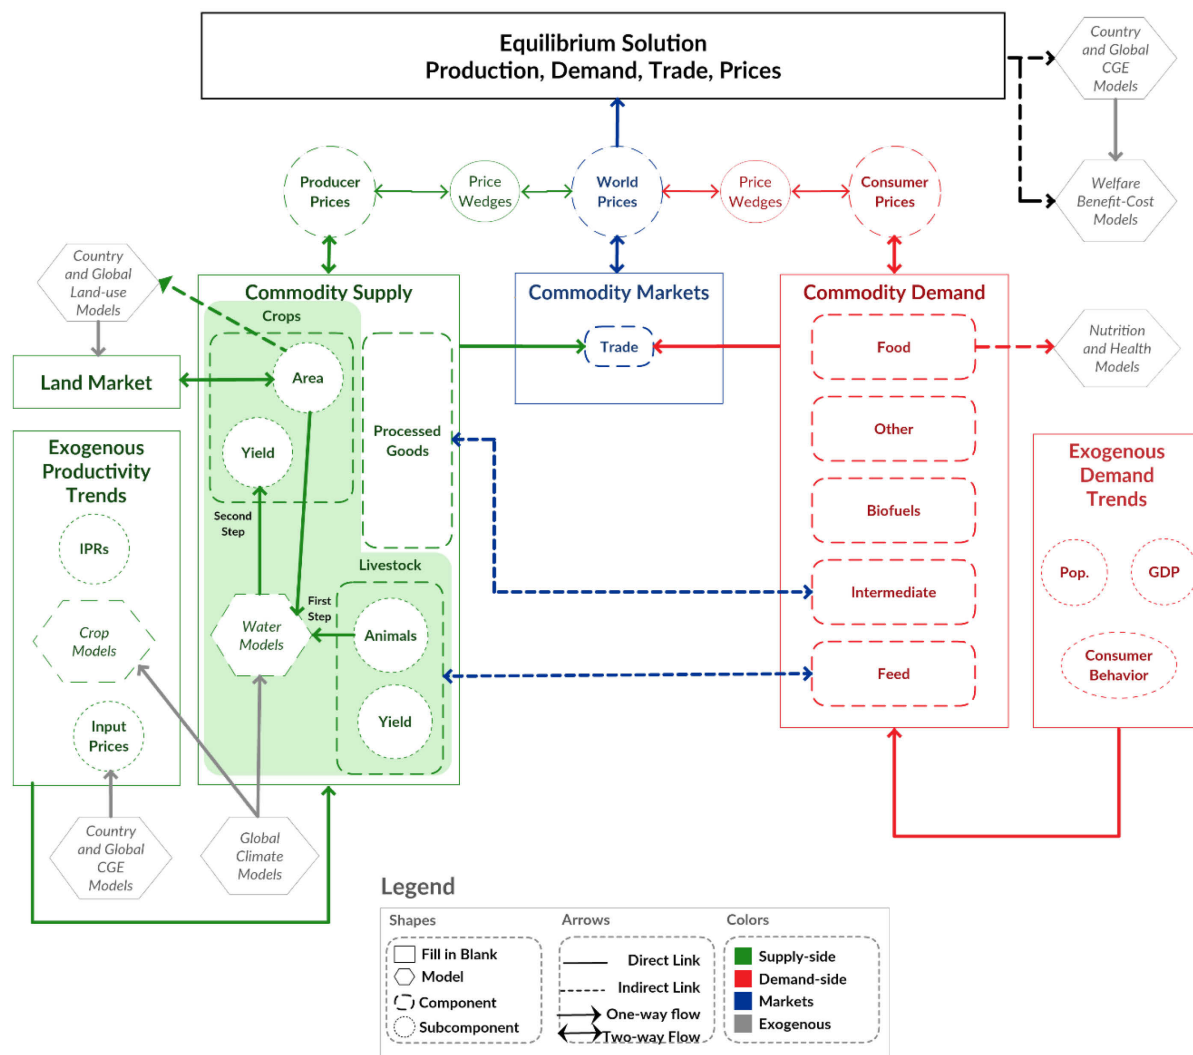 Equilibrium Solution
Production, Demand, Trade, Prices
Country
and Global
CGE
Models
Welfare
Benefit-Cost
Models
Producer
Prices
Price
Wedges
World
Prices
Price
Wedges
Consumer
Prices
Country
and Global
Land-use
Models
Land Market
Commodity Supply
Crops
Area
Yield
Processed
Goods
Second
Step
First
Step
Water
Models
Livestock
Animals
Yield
Commodity Markets
Trade
Commodity Demand
Food
Other
Biofuels
Intermediate
Feed
Nutrition
and Health
Models
Exogenous
Productivity
Trends
IPRs
Crop
Models
Input
Prices
Exogenous
Demand
Trends
Pop.
GDP
Consumer
Behavior
Country
and Global
CGE
Models
Global
Climate
Models
Legend
Shapes
Fill in Blank
Model
Component
Subcomponent
Arrows
Direct Link
Indirect Link
One-way flow
Two-way Flow
Colors
Supply-side
Demand-side
Markets
Exogenous